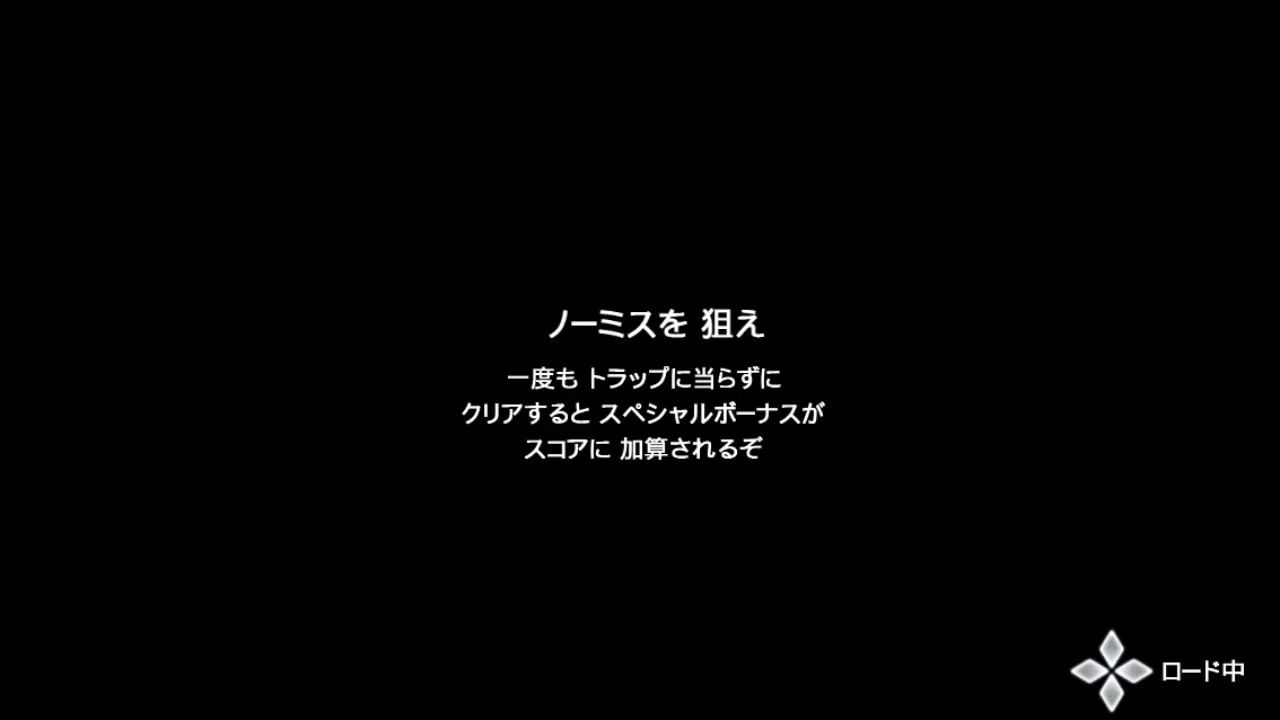 ノーミスを 狙え
一度も トラップに当らずに
クリアすると スペシャルボーナスが
スコアに 加算されるぞ
ロード中